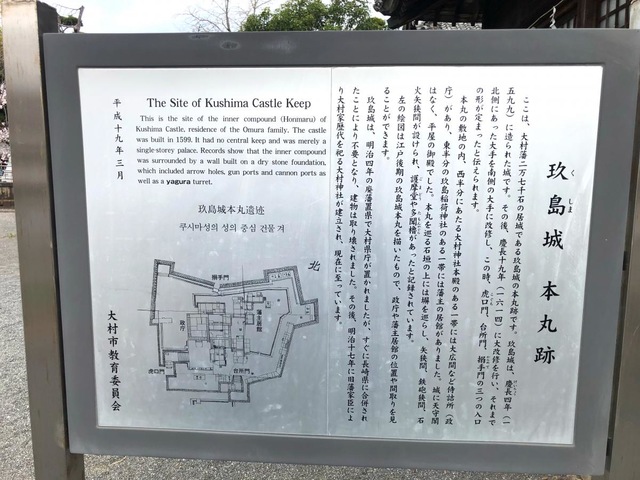 玖島城 本丸跡
くしま
ここは、大村藩二万七千石の居城である玖島城の本丸跡です。玖島城は、慶長四年（一
五九九）に造られた城です。その後、慶長十九年（一六一四）に大改修を行い、それまで
北側にあった大手を南側の大手に改修し、この時、虎口門、台所門、搦手門の三つの入口
の形が定まったと伝えられます。
本丸の敷地の内、西半分にあたる大村神社本殿のある一帯には大広間など侍詰所（政
庁）があり、東半分の玖島稲荷神社のある一帯には藩主の居館がありました。城に天守閣
はなく、平屋の御殿でした。本丸を巡る石垣の上には塀を巡らし、矢狭間、鉄砲狭間、石
火矢狭間が設けられ、護摩堂や多聞櫓があったと記録されています。
左の絵図は江戸後期の玖島城本丸を描いたもので、政庁や藩主居館の位置や間取りを見
ることができます。
玖島城は、明治四年の廃藩置県で大村県庁が置かれましたが、すぐに長崎県に合併され
たことにより不要となり、建物は取り壊されました。その後、明治十七年に旧藩家臣によ
り大村家歴代を祀る大村神社が建立され、現在に至っています。
平成十九年三月
The Site of Kushima Castle Keep
This is the site of the inner compound (Honmaru) of
Kushima Castle, residence of the Omura family. The castle
was built in 1599. It had no central keep and was merely a
single storey palace. Records show that the inner compound
was surrounded by a wall built on a dry stone foundation,
which included arrow holes, gun ports and cannon ports as
well as a yagura turret.
玖島城本丸遗迹
쿠시마성의 성의 중심 건물 겨
北
搦手門
政庁
藩主居館
虎口門
台所門
大村市教育委員会